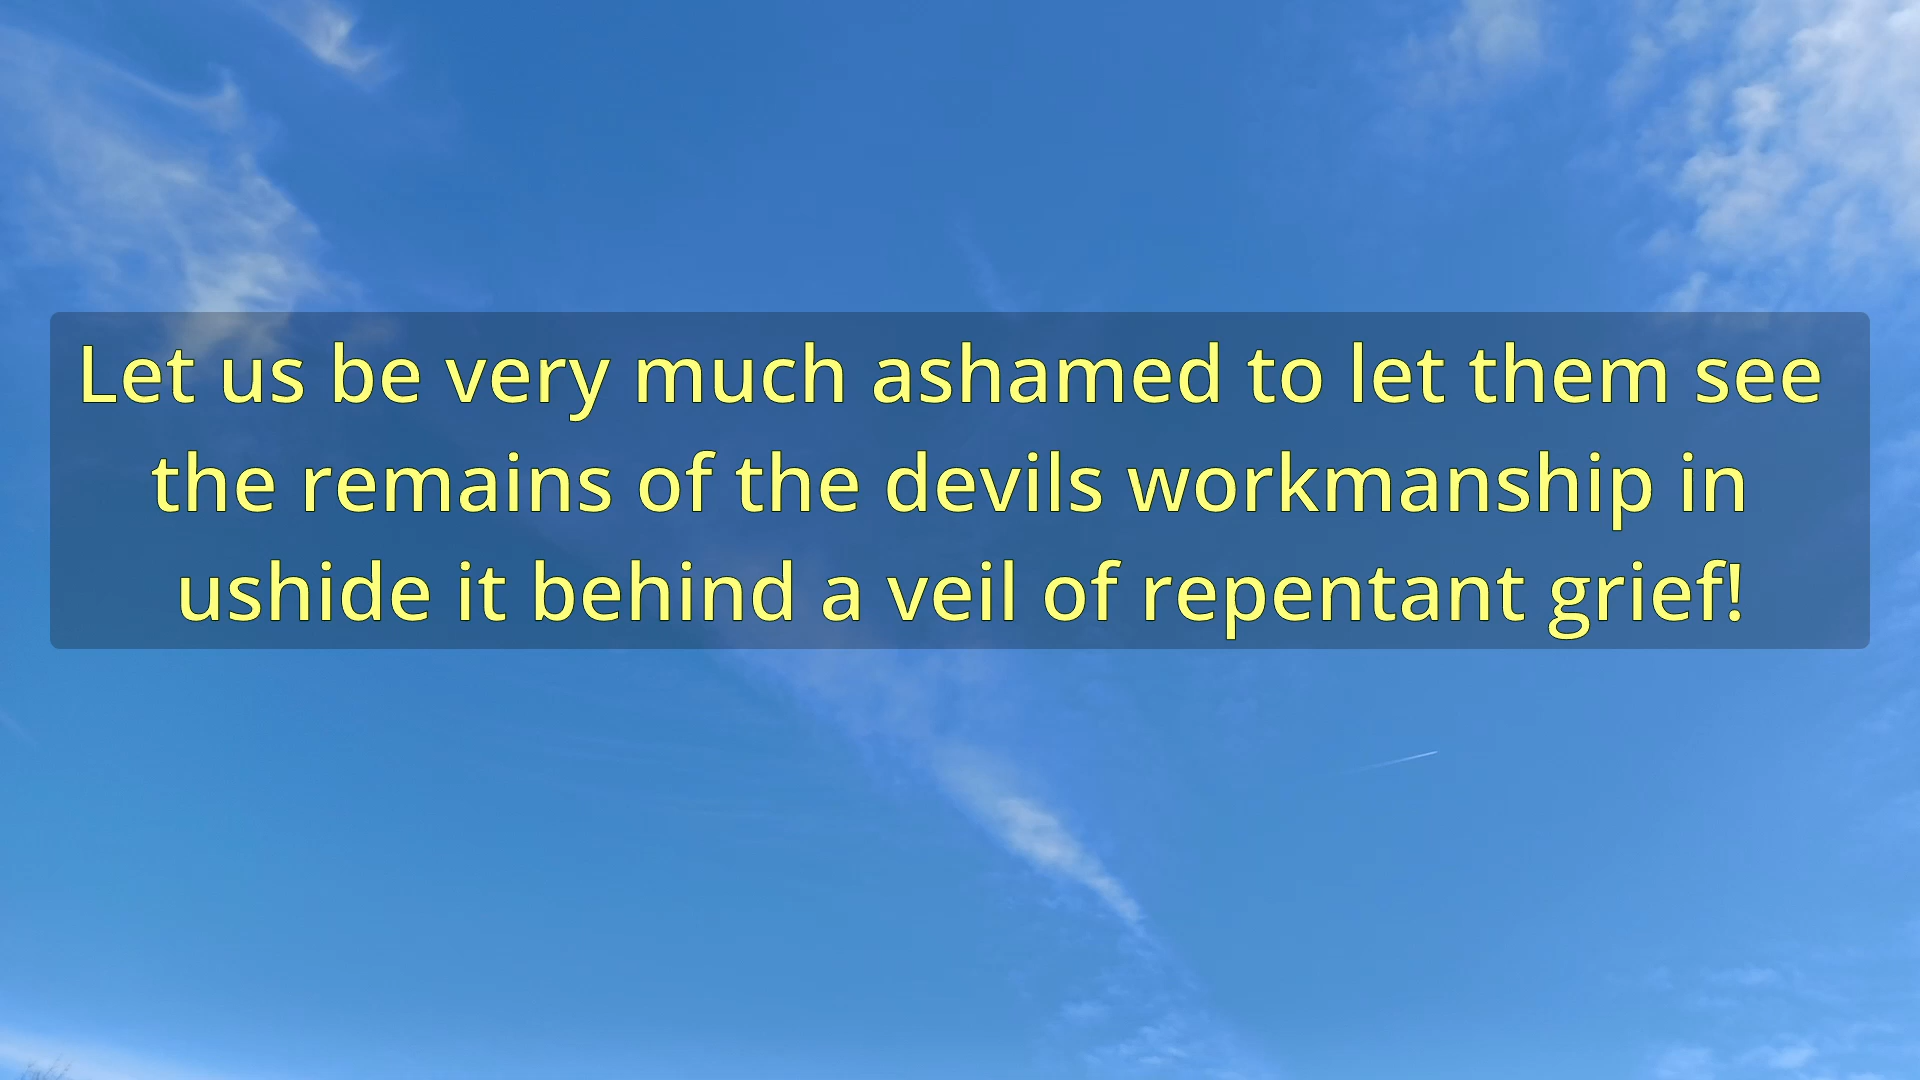 Let us be very much ashamed to let them see
the remains of the devils workmanship in
ushide it behind a veil of repentant grief!